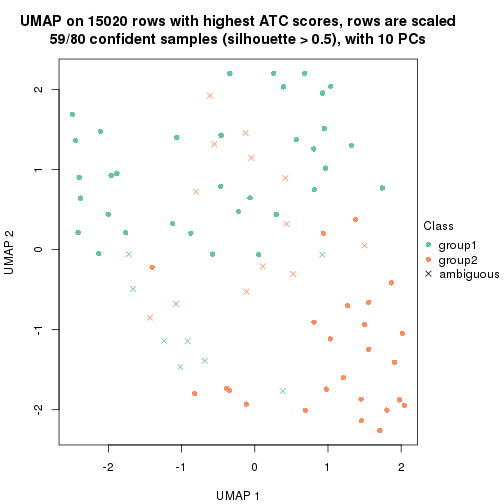 UMAP on 15020 rows with highest ATC scores, rows are scaled
59/80 confident samples (silhouette > 0.5), with 10 PCs
2
1
0
-1
-2
UMAP 2
-2
-1
0
1
2
UMAP 1
Class
group1
group2
ambiguous